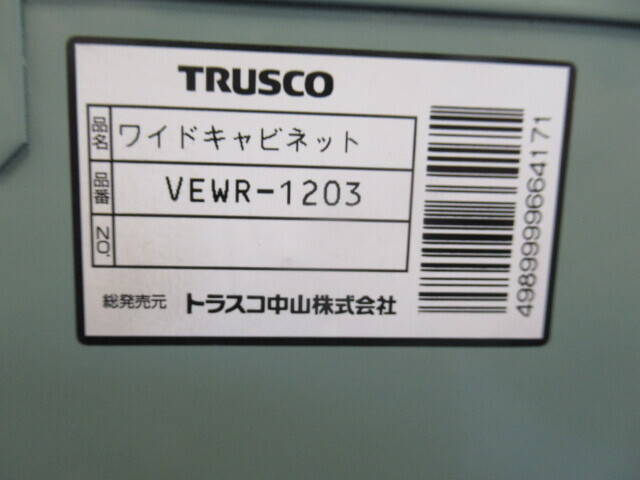 TRUSCO
品名 ワイドキャビネット
品番 VEWR-1203
NO.
総発売元 トラスコ中山株式会社
4989999664171